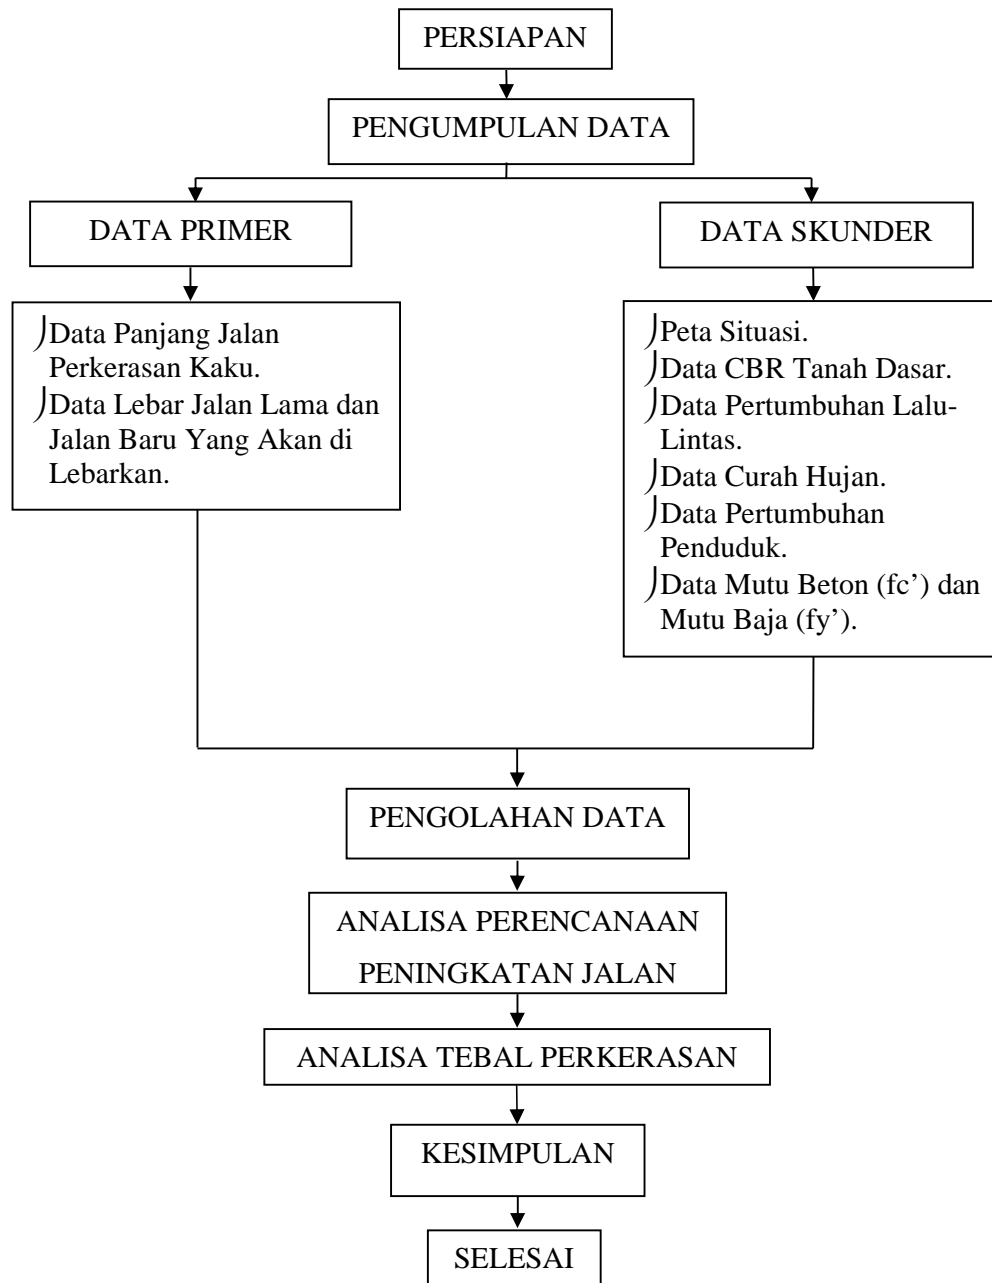 PERSIAPAN
PENGUMPULAN DATA
DATA PRIMER
Data Panjang Jalan
Perkerasan Kaku.
Data Lebar Jalan Lama dan
Jalan Baru Yang Akan di
Lebarkan.
DATA SKUNDER
Peta Situasi.
Data CBR Tanah Dasar.
Data Pertumbuhan Lalu-
Lintas.
Data Curah Hujan.
Data Pertumbuhan
Penduduk.
Data Mutu Beton (fc’) dan
Mutu Baja (fy’).
PENGOLAHAN DATA
ANALISA PERENCANAAN
PENINGKATAN JALAN
ANALISA TEBAL PERKERASAN
KESIMPULAN
SELESAI